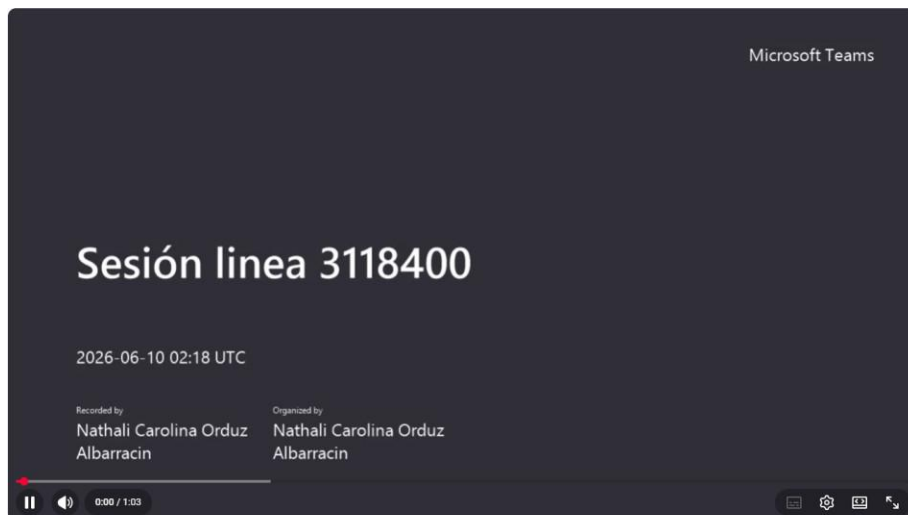 Microsoft Teams
Sesión linea 3118400
2026-06-10 02:18 UTC
Recorded by
Nathali Carolina Orduz
Albarracin
Organized by
Nathali Carolina Orduz
Albarracin
0:00 / 1:03